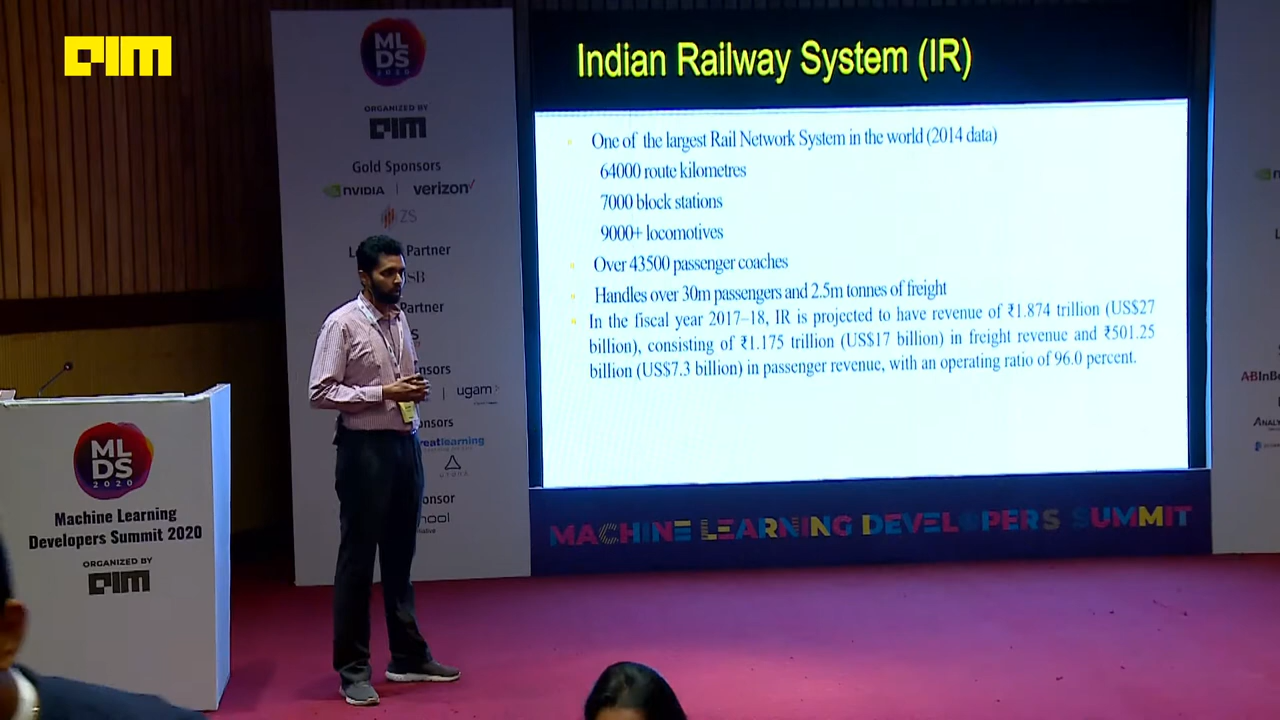 AIM
ML
DS
2020
ORGANIZED BY
AIM
Gold Sponsors
NVIDIA | verizon
ZS
Partner
SB
Partner
ugam
greatlearning
Indian Railway System (IR)
One of the largest Rail Network System in the world (2014 data)
64000 route kilometres
7000 block stations
9000+ locomotives
Over 43500 passenger coaches
Handles over 30m passengers and 2.5m tonnes of freight
In the fiscal year 2017–18, IR is projected to have revenue of ₹1.874 trillion (US$27
billion), consisting of ₹1.175 trillion (US$17 billion) in freight revenue and ₹501.25
billion (US$7.3 billion) in passenger revenue, with an operating ratio of 96.0 percent.
MACHINE LEARNING DEVELOPERS SUMMIT
ML
DS
2020
Machine Learning
Developers Summit 2020
ORGANIZED BY
AIM